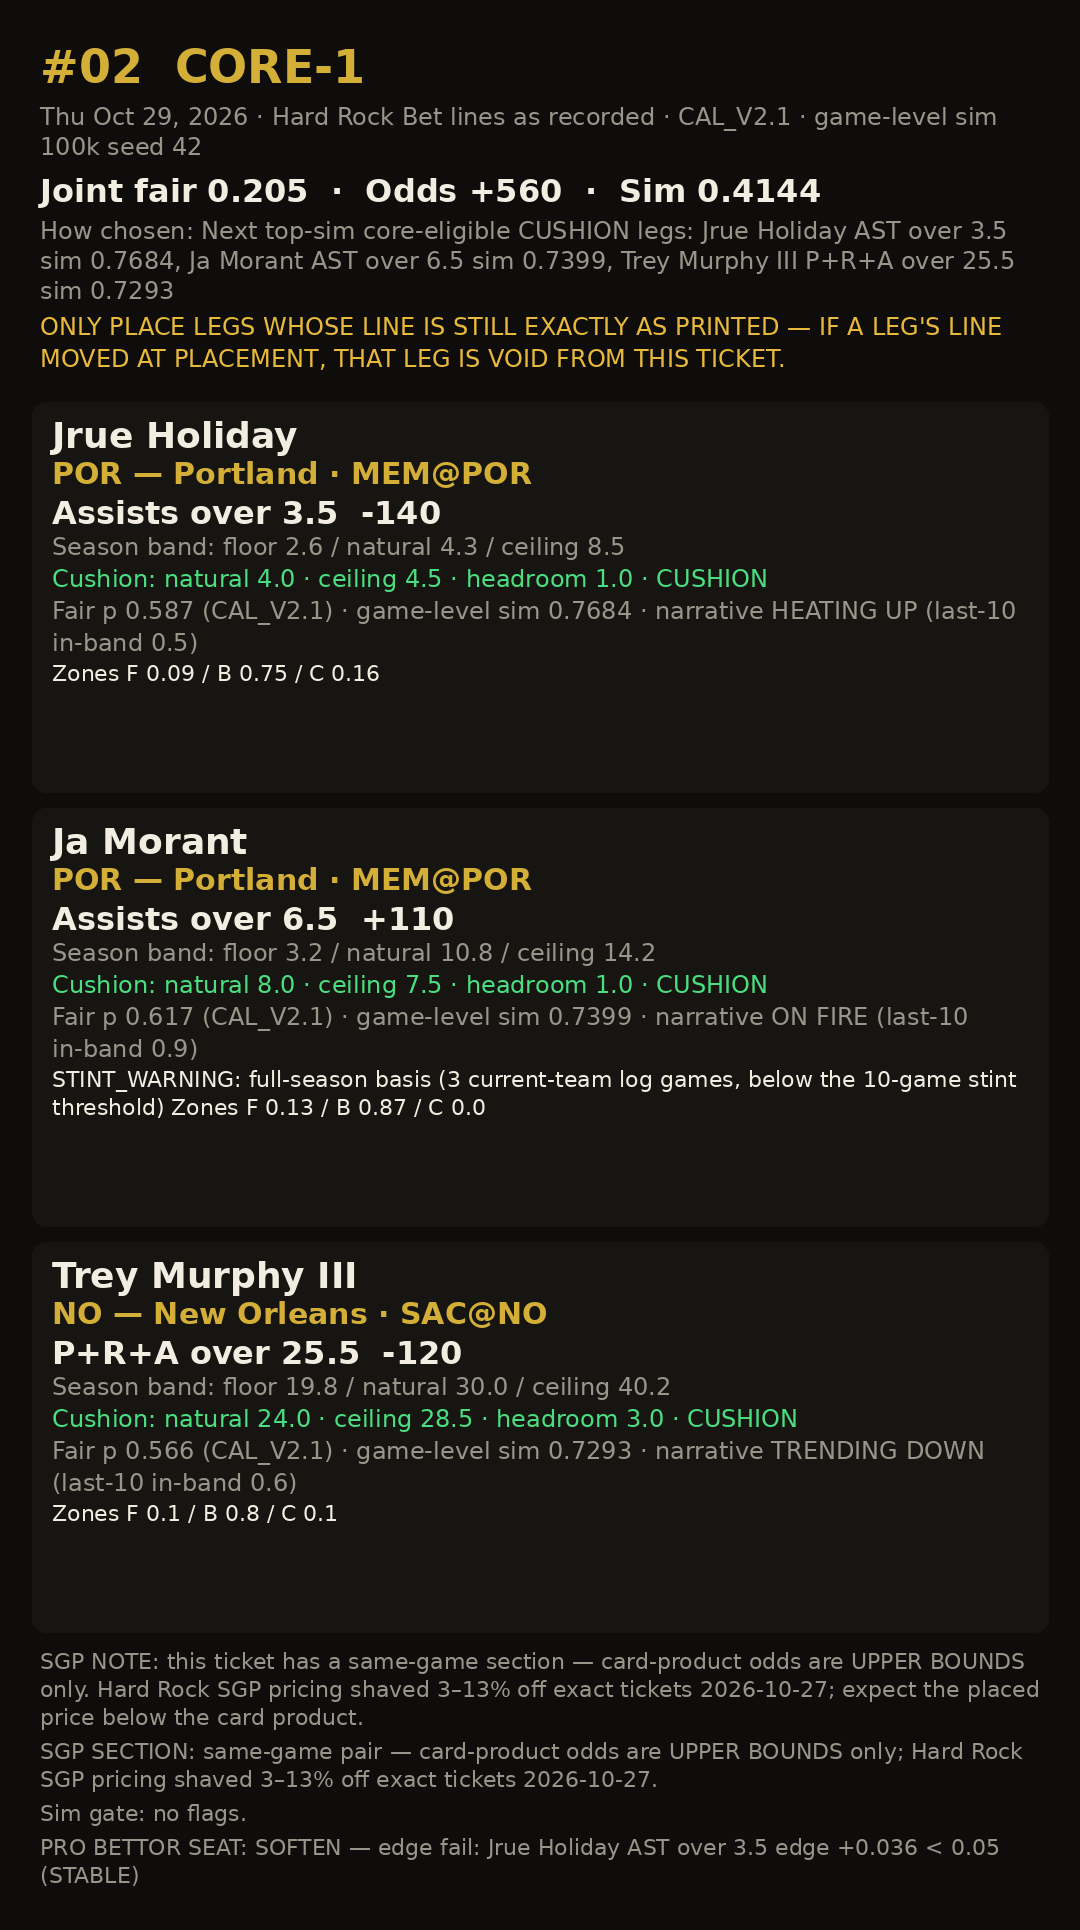 #02 CORE-1
Thu Oct 29, 2026 · Hard Rock Bet lines as recorded · CAL_V2.1 · game-level sim
100k seed 42
Joint fair 0.205 · Odds +560 · Sim 0.4144
How chosen: Next top-sim core-eligible CUSHION legs: Jrue Holiday AST over 3.5
sim 0.7684, Ja Morant AST over 6.5 sim 0.7399, Trey Murphy III P+R+A over 25.5
sim 0.7293
ONLY PLACE LEGS WHOSE LINE IS STILL EXACTLY AS PRINTED — IF A LEG'S LINE
MOVED AT PLACEMENT, THAT LEG IS VOID FROM THIS TICKET.
Jrue Holiday
POR — Portland · MEM@POR
Assists over 3.5 -140
Season band: floor 2.6 / natural 4.3 / ceiling 8.5
Cushion: natural 4.0 · ceiling 4.5 · headroom 1.0 · CUSHION
Fair p 0.587 (CAL_V2.1) · game-level sim 0.7684 · narrative HEATING UP (last-10
in-band 0.5)
Zones F 0.09 / B 0.75 / C 0.16
Ja Morant
POR — Portland · MEM@POR
Assists over 6.5 +110
Season band: floor 3.2 / natural 10.8 / ceiling 14.2
Cushion: natural 8.0 · ceiling 7.5 · headroom 1.0 · CUSHION
Fair p 0.617 (CAL_V2.1) · game-level sim 0.7399 · narrative ON FIRE (last-10
in-band 0.9)
STINT_WARNING: full-season basis (3 current-team log games, below the 10-game stint
threshold) Zones F 0.13 / B 0.87 / C 0.0
Trey Murphy III
NO — New Orleans · SAC@NO
P+R+A over 25.5 -120
Season band: floor 19.8 / natural 30.0 / ceiling 40.2
Cushion: natural 24.0 · ceiling 28.5 · headroom 3.0 · CUSHION
Fair p 0.566 (CAL_V2.1) · game-level sim 0.7293 · narrative TRENDING DOWN
(last-10 in-band 0.6)
Zones F 0.1 / B 0.8 / C 0.1
SGP NOTE: this ticket has a same-game section — card-product odds are UPPER BOUNDS
only. Hard Rock SGP pricing shaved 3–13% off exact tickets 2026-10-27; expect the placed
price below the card product.
SGP SECTION: same-game pair — card-product odds are UPPER BOUNDS only; Hard Rock
SGP pricing shaved 3–13% off exact tickets 2026-10-27.
Sim gate: no flags.
PRO BETTOR SEAT: SOFTEN — edge fail: Jrue Holiday AST over 3.5 edge +0.036 < 0.05
(STABLE)